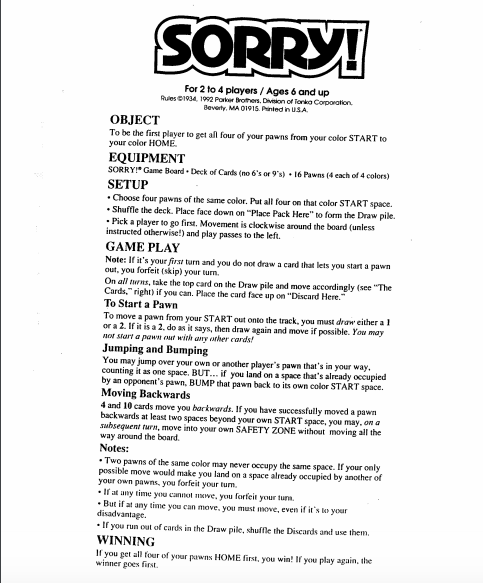 SORRY!®
For 2 to 4 players / Ages 6 and up
Rules ©1934, 1992 Parker Brothers, Division of Tonka Corporation,
Beverly, MA 01915. Printed in U.S.A.
OBJECT
To be the first player to get all four of your pawns from your color START to
your color HOME.
EQUIPMENT
SORRY!® Game Board • Deck of Cards (no 6's or 9's) • 16 Pawns (4 each of 4 colors)
SETUP
• Choose four pawns of the same color. Put all four on that color START space.
• Shuffle the deck. Place face down on "Place Pack Here" to form the Draw pile.
• Pick a player to go first. Movement is clockwise around the board (unless
instructed otherwise!) and play passes to the left.
GAME PLAY
Note: If it's your first turn and you do not draw a card that lets you start a pawn
out, you forfeit (skip) your turn.
On all turns, take the top card on the Draw pile and move accordingly (see "The
Cards," right) if you can. Place the card face up on "Discard Here."
To Start a Pawn
To move a pawn from your START out onto the track, you must draw either a 1
or a 2. If it is a 2, do as it says, then draw again and move if possible. You may
not start a pawn out with any other cards!
Jumping and Bumping
You may jump over your own or another player's pawn that's in your way,
counting it as one space. BUT... if you land on a space that's already occupied
by an opponent's pawn, BUMP that pawn back to its own color START space.
Moving Backwards
4 and 10 cards move you backwards. If you have successfully moved a pawn
backwards at least two spaces beyond your own START space, you may, on a
subsequent turn, move into your own SAFETY ZONE without moving all the
way around the board.
Notes:
• Two pawns of the same color may never occupy the same space. If your only
possible move would make you land on a space already occupied by another of
your own pawns, you forfeit your turn.
• If at any time you cannot move, you forfeit your turn.
• But if at any time you can move, you must move, even if it's to your
disadvantage.
• If you run out of cards in the Draw pile, shuffle the Discards and use them.
WINNING
If you get all four of your pawns HOME first, you win! If you play again, the
winner goes first.